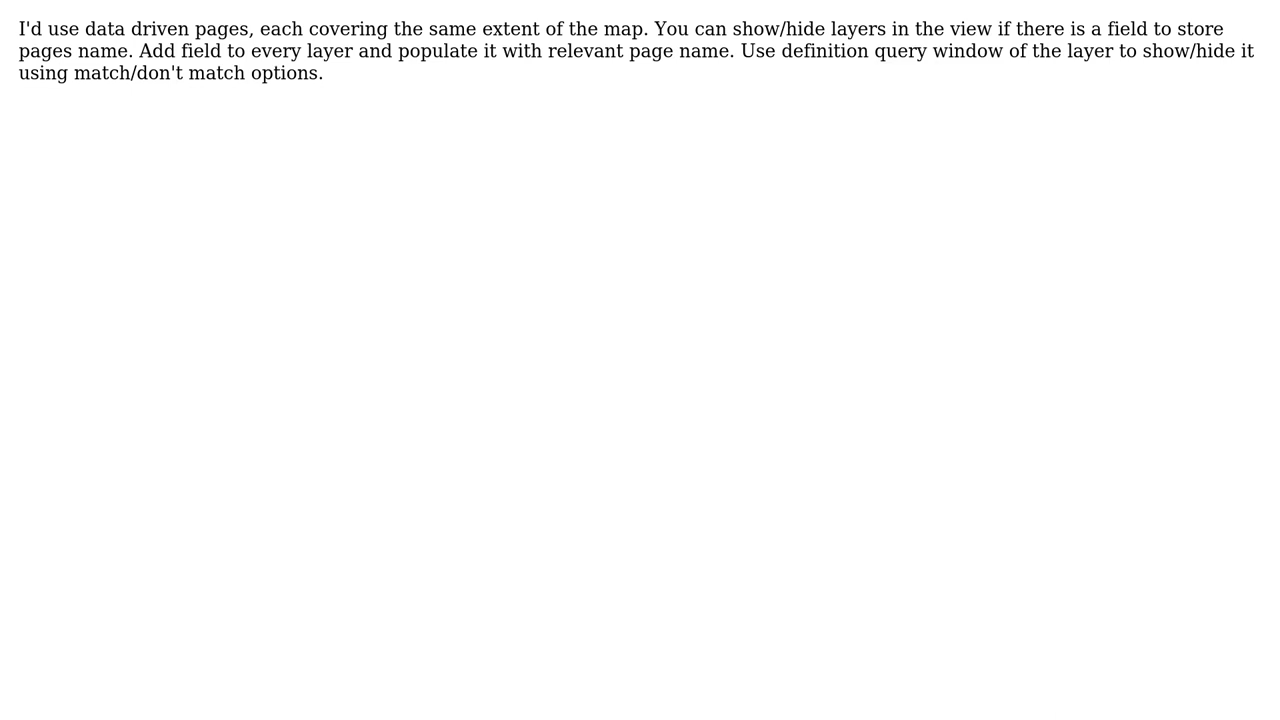 I'd use data driven pages, each covering the same extent of the map. You can show/hide layers in the view if there is a field to store
pages name. Add field to every layer and populate it with relevant page name. Use definition query window of the layer to show/hide it
using match/don't match options.